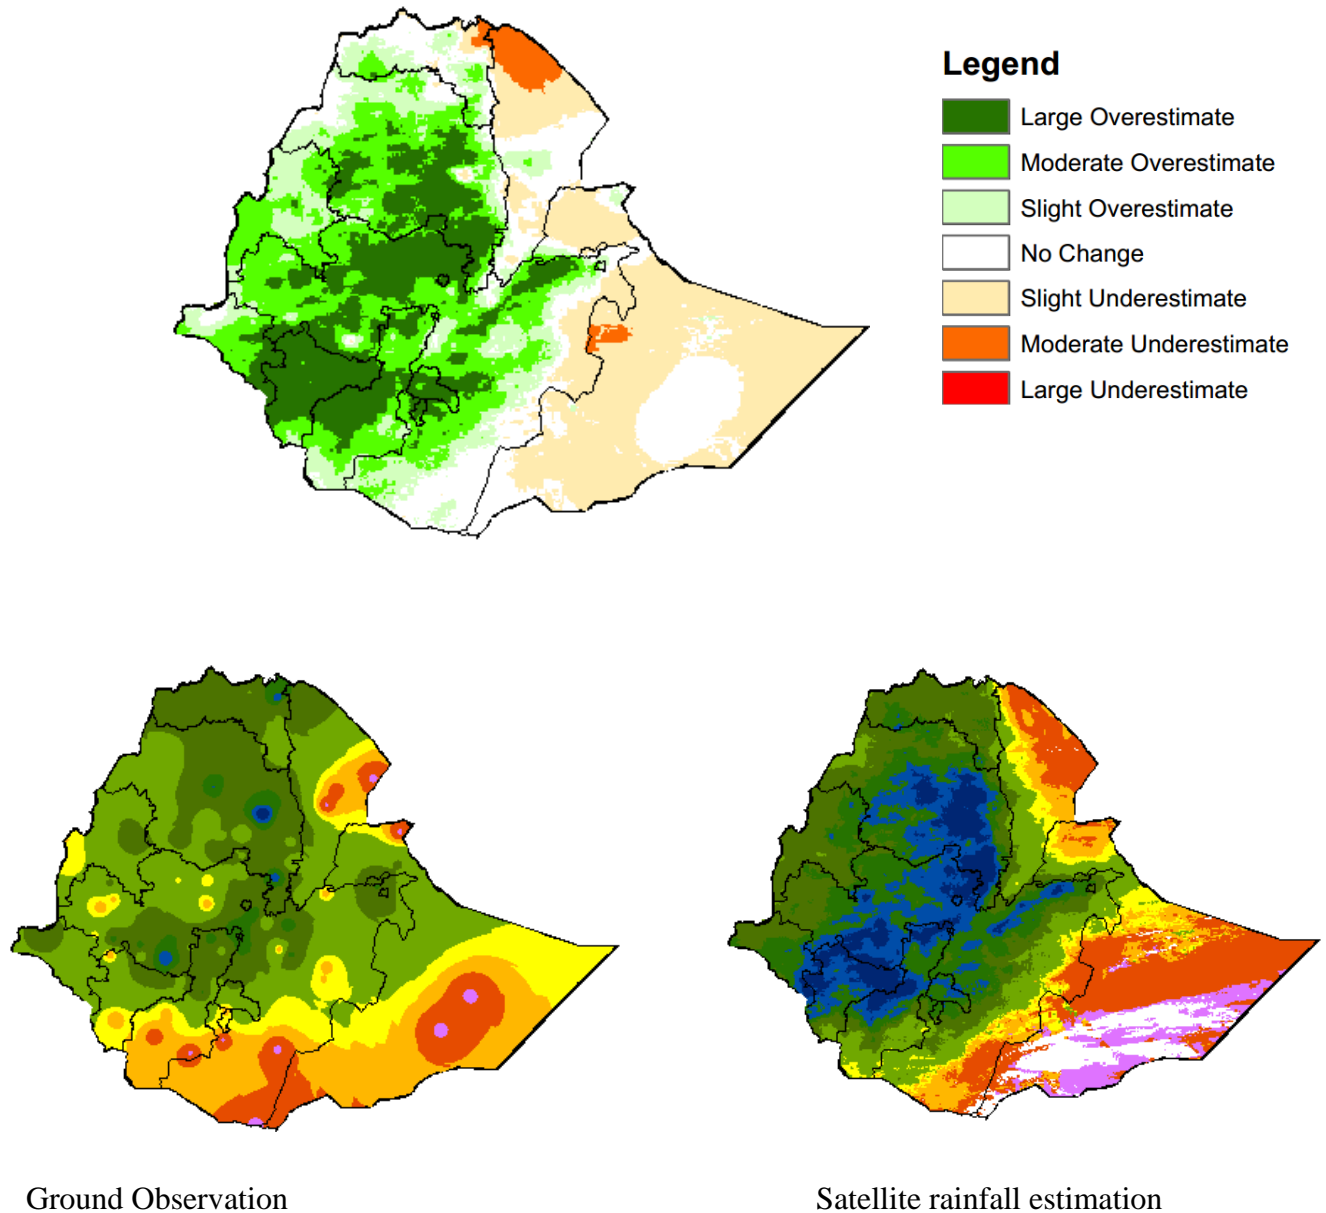 Legend
Large Overestimate
Moderate Overestimate
Slight Overestimate
No Change
Slight Underestimate
Moderate Underestimate
Large Underestimate
Ground Observation
Satellite rainfall estimation